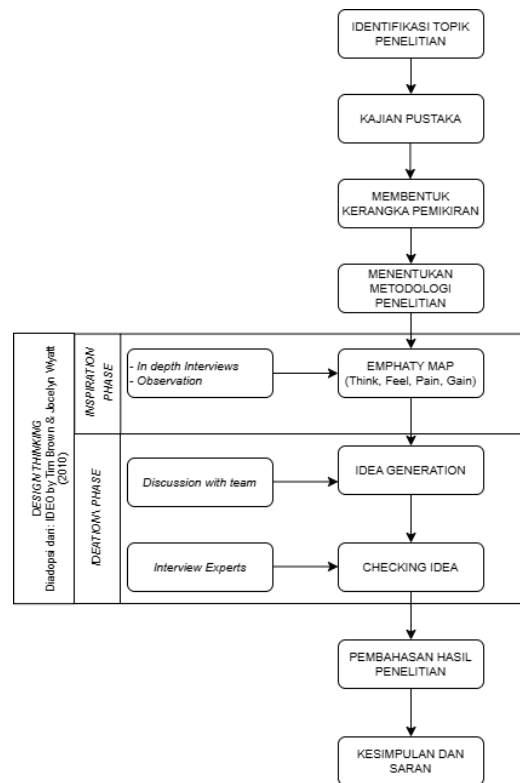 IDENTIFIKASI TOPIK
PENELITIAN
KAJIAN PUSTAKA
MEMBENTUK
KERANGKA PEMIKIRAN
MENENTUKAN
METODOLOGI
PENELITIAN
DESIGN THINKING
Diadopsi dari: IDEO by Tim Brown & Jocelyn Wyatt
(2010)
INSPIRATION
PHASE
- In depth Interviews
- Observation
EMPHATY MAP
(Think, Feel, Pain, Gain)
IDEATION\ PHASE
Discussion with team
IDEA GENERATION
Interview Experts
CHECKING IDEA
PEMBAHASAN HASIL
PENELITIAN
KESIMPULAN DAN
SARAN